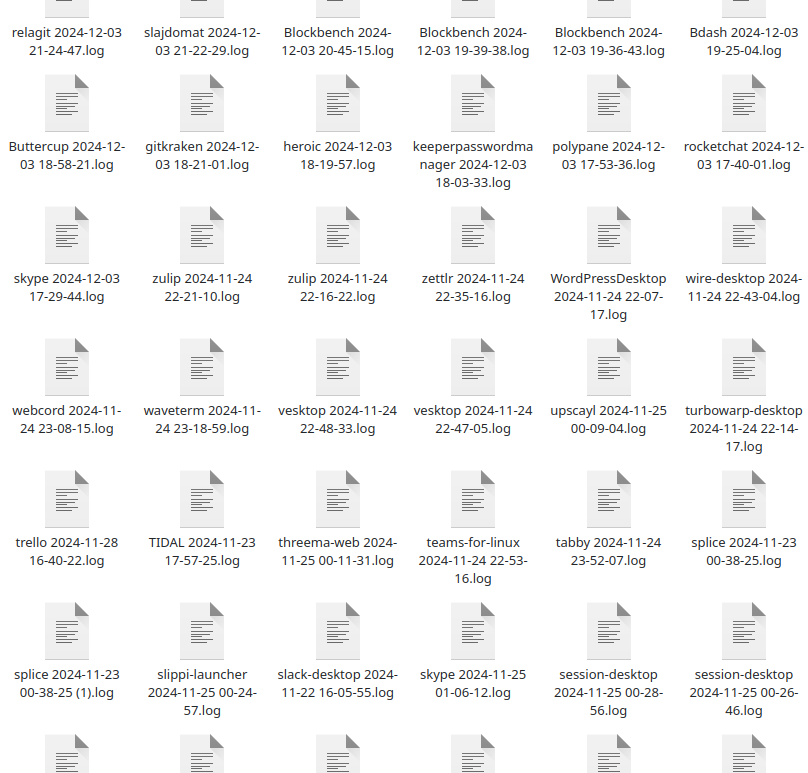 relagit 2024-12-03
21-24-47.log
slajdomat 2024-12-
03 21-22-29.log
Blockbench 2024-
12-03 20-45-15.log
Blockbench 2024-
12-03 19-39-38.log
Blockbench 2024-
12-03 19-36-43.log
Bdash 2024-12-03
19-25-04.log
Buttercup 2024-12-
03 18-58-21.log
gitkraken 2024-12-
03 18-21-01.log
heroic 2024-12-03
18-19-57.log
keeperpasswordma
nager 2024-12-03
18-03-33.log
polypane 2024-12-
03 17-53-36.log
rocketchat 2024-12-
03 17-40-01.log
skype 2024-12-03
17-29-44.log
zulip 2024-11-24
22-21-10.log
zulip 2024-11-24
22-16-22.log
zettlr 2024-11-24
22-35-16.log
WordPressDesktop
2024-11-24 22-07-
17.log
wire-desktop 2024-
11-24 22-43-04.log
webcord 2024-11-
24 23-08-15.log
waveterm 2024-11-
24 23-18-59.log
vesktop 2024-11-24
22-48-33.log
vesktop 2024-11-24
22-47-05.log
upscayl 2024-11-25
00-09-04.log
turbowarp-desktop
2024-11-24 22-14-
17.log
trello 2024-11-28
16-40-22.log
TIDAL 2024-11-23
17-57-25.log
threema-web 2024-
11-25 00-11-31.log
teams-for-linux
2024-11-24 22-53-
16.log
tabby 2024-11-24
23-52-07.log
splice 2024-11-23
00-38-25.log
splice 2024-11-23
00-38-25 (1).log
slippi-launcher
2024-11-25 00-24-
57.log
slack-desktop 2024-
11-22 16-05-55.log
skype 2024-11-25
01-06-12.log
session-desktop
2024-11-25 00-28-
56.log
session-desktop
2024-11-25 00-26-
46.log